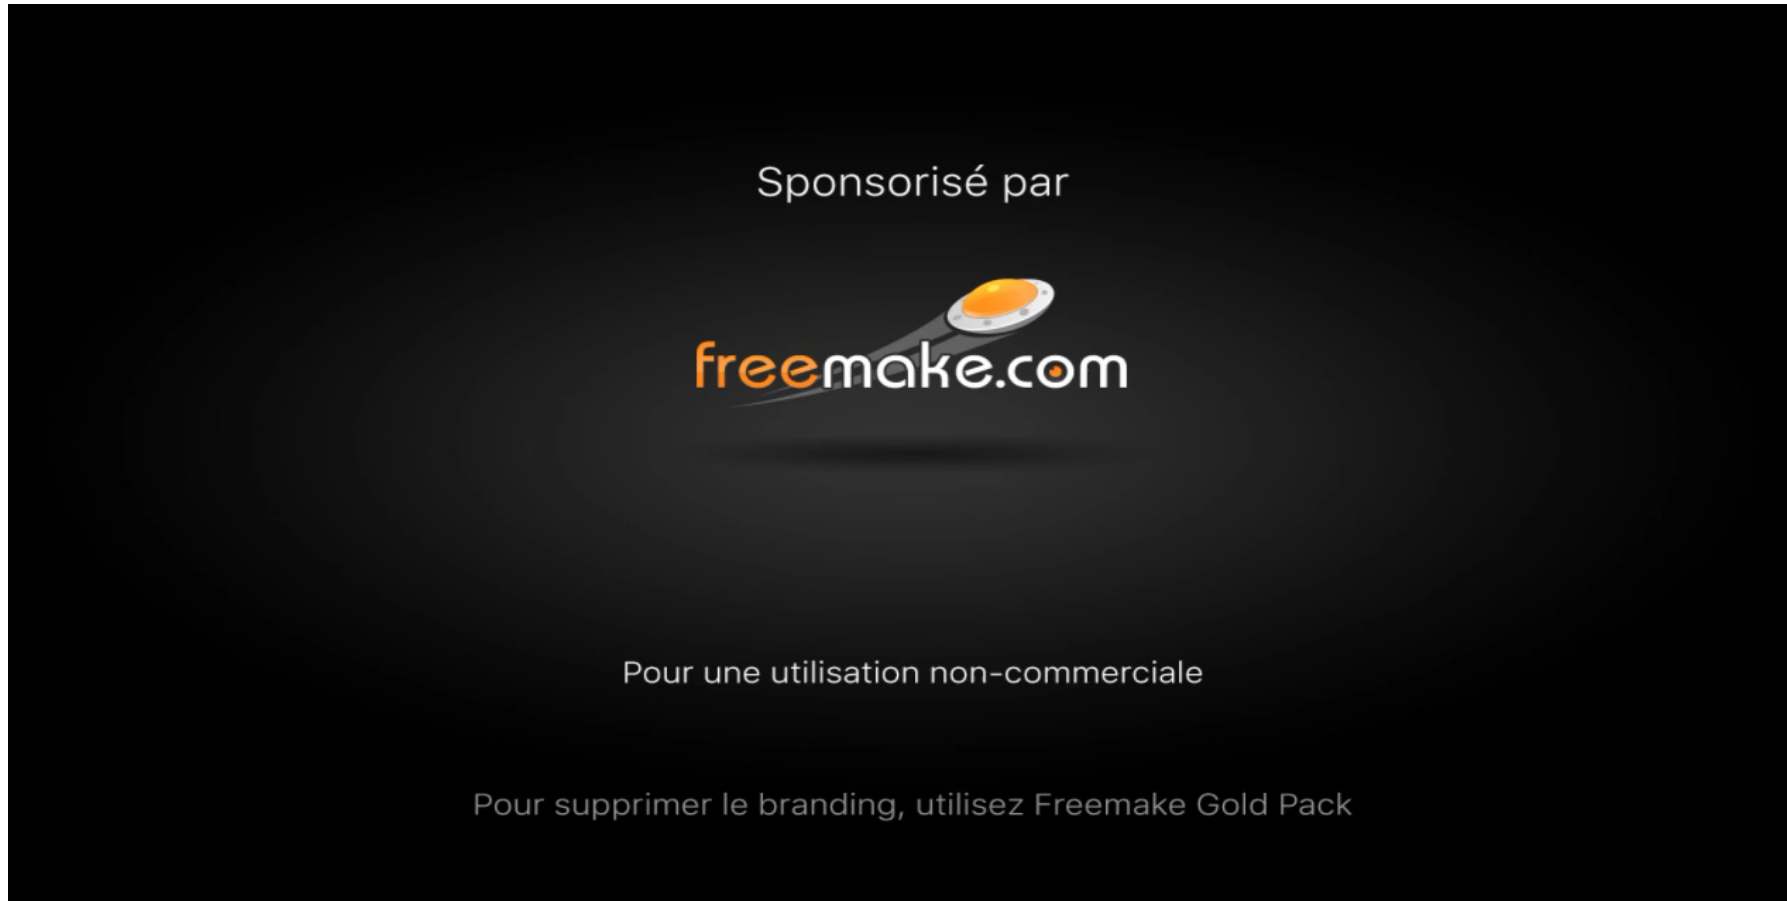 Sponsorisé par
freemake.com
Pour une utilisation non-commerciale
Pour supprimer le branding, utilisez Freemake Gold Pack